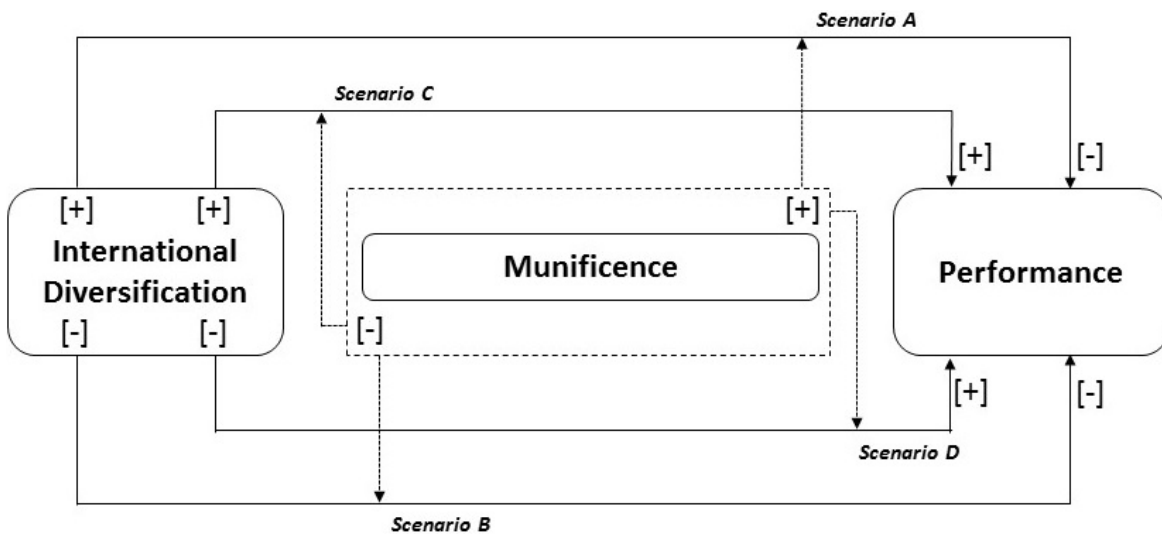 Scenario A
Scenario C
[+] [-]
[+] [+] [+]
International
Diversification
Munificence
Performance
[-] [-] [-]
[+] [-]
Scenario D
Scenario B